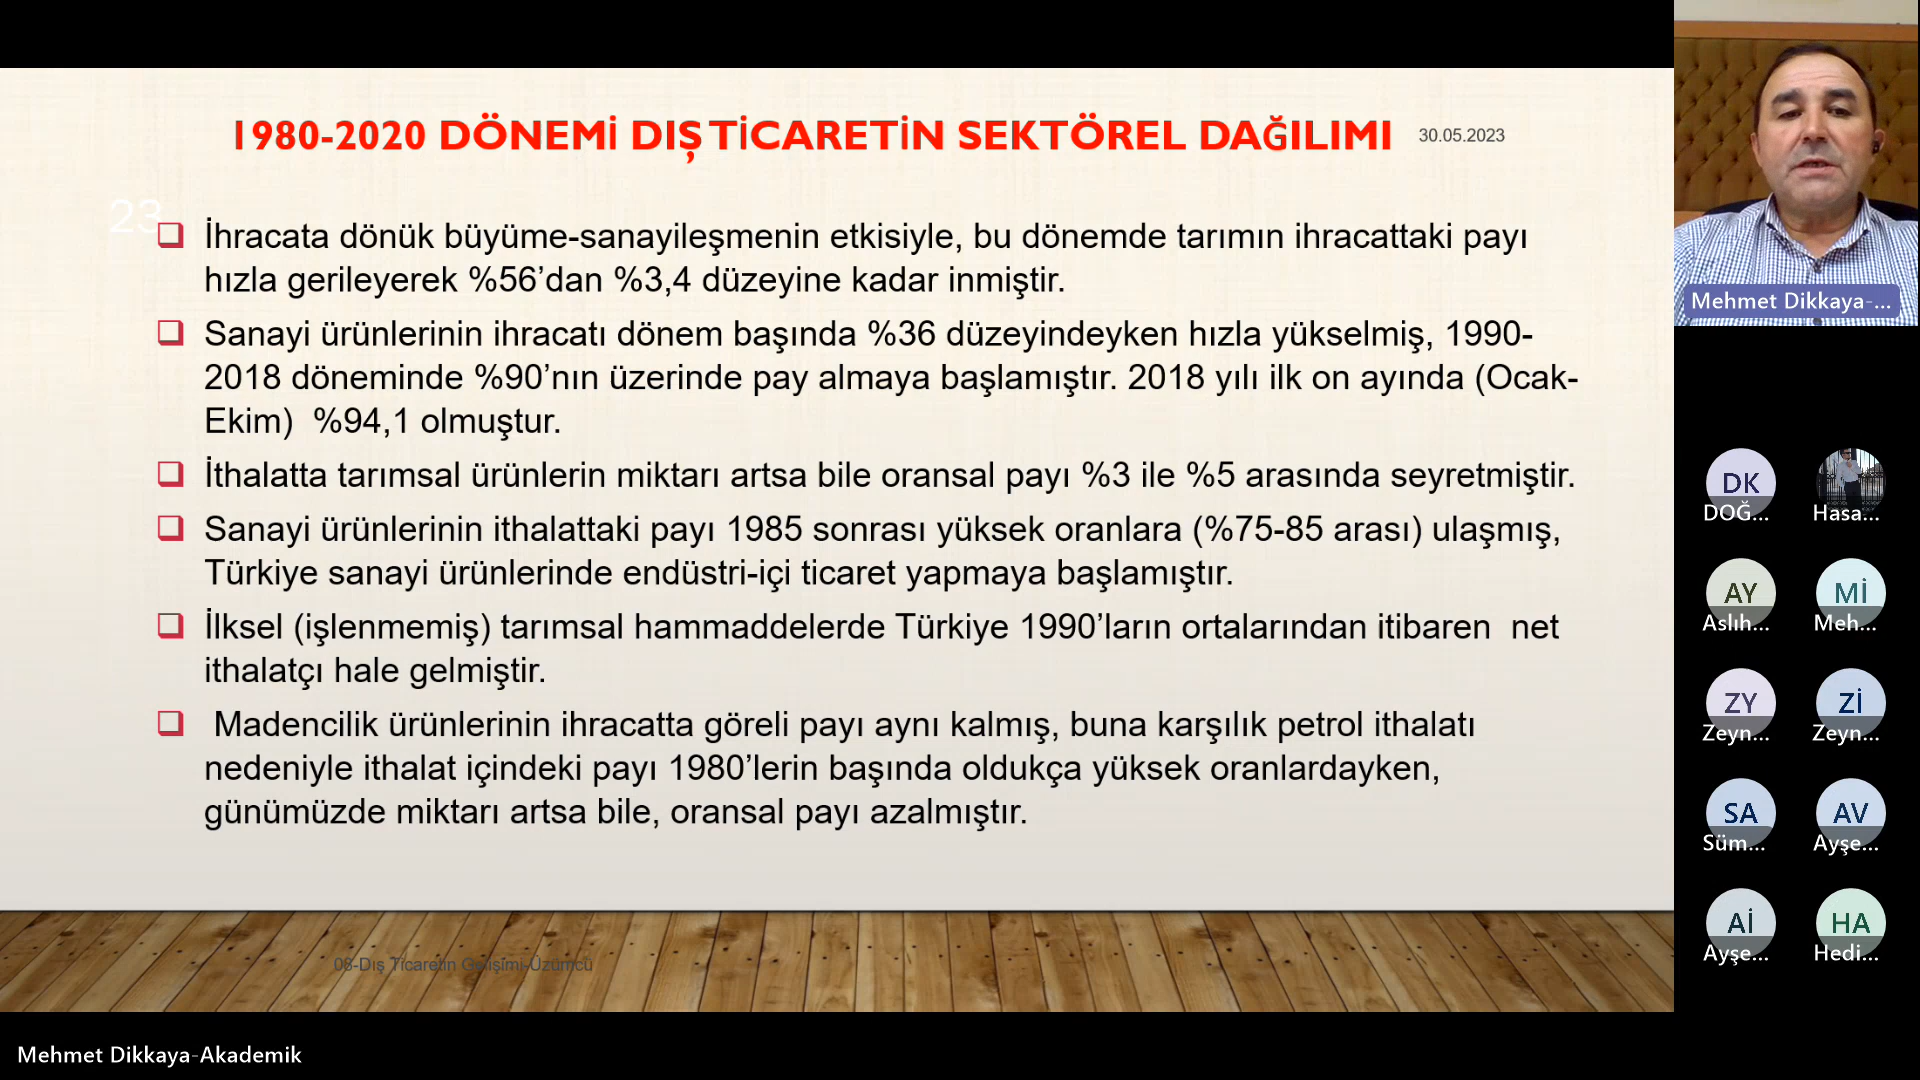 1980-2020 DÖNEMİ DIŞ TİCARETİN SEKTÖREL DAĞILIMI
30.05.2023
23
İhracata dönük büyüme-sanayileşmenin etkisiyle, bu dönemde tarımın ihracattaki payı
hızla gerileyerek %56’dan %3,4 düzeyine kadar inmiştir.
Sanayi ürünlerinin ihracatı dönem başında %36 düzeyindeyken hızla yükselmiş, 1990-
2018 döneminde %90’nın üzerinde pay almaya başlamıştır. 2018 yılı ilk on ayında (Ocak-
Ekim) %94,1 olmuştur.
İthalatta tarımsal ürünlerin miktarı artsa bile oransal payı %3 ile %5 arasında seyretmiştir.
Sanayi ürünlerinin ithalattaki payı 1985 sonrası yüksek oranlara (%75-85 arası) ulaşmış,
Türkiye sanayi ürünlerinde endüstri-içi ticaret yapmaya başlamıştır.
İlksel (işlenmemiş) tarımsal hammaddelerde Türkiye 1990’ların ortalarından itibaren net
ithalatçı hale gelmiştir.
Madencilik ürünlerinin ihracatta göreli payı aynı kalmış, buna karşılık petrol ithalatı
nedeniyle ithalat içindeki payı 1980’lerin başında oldukça yüksek oranlardayken,
günümüzde miktarı artsa bile, oransal payı azalmıştır.
08-Dış Ticaretin Gelişimi-Üzümcü
Mehmet Dikkaya-...
DK
DOĞ...
Hasa...
AY
Aslıh...
Mİ
Meh...
ZY
Zeyn...
Zİ
Zeyn...
SA
Süm...
AV
Ayşe...
Aİ
Ayşe...
HA
Hedi...
Mehmet Dikkaya-Akademik